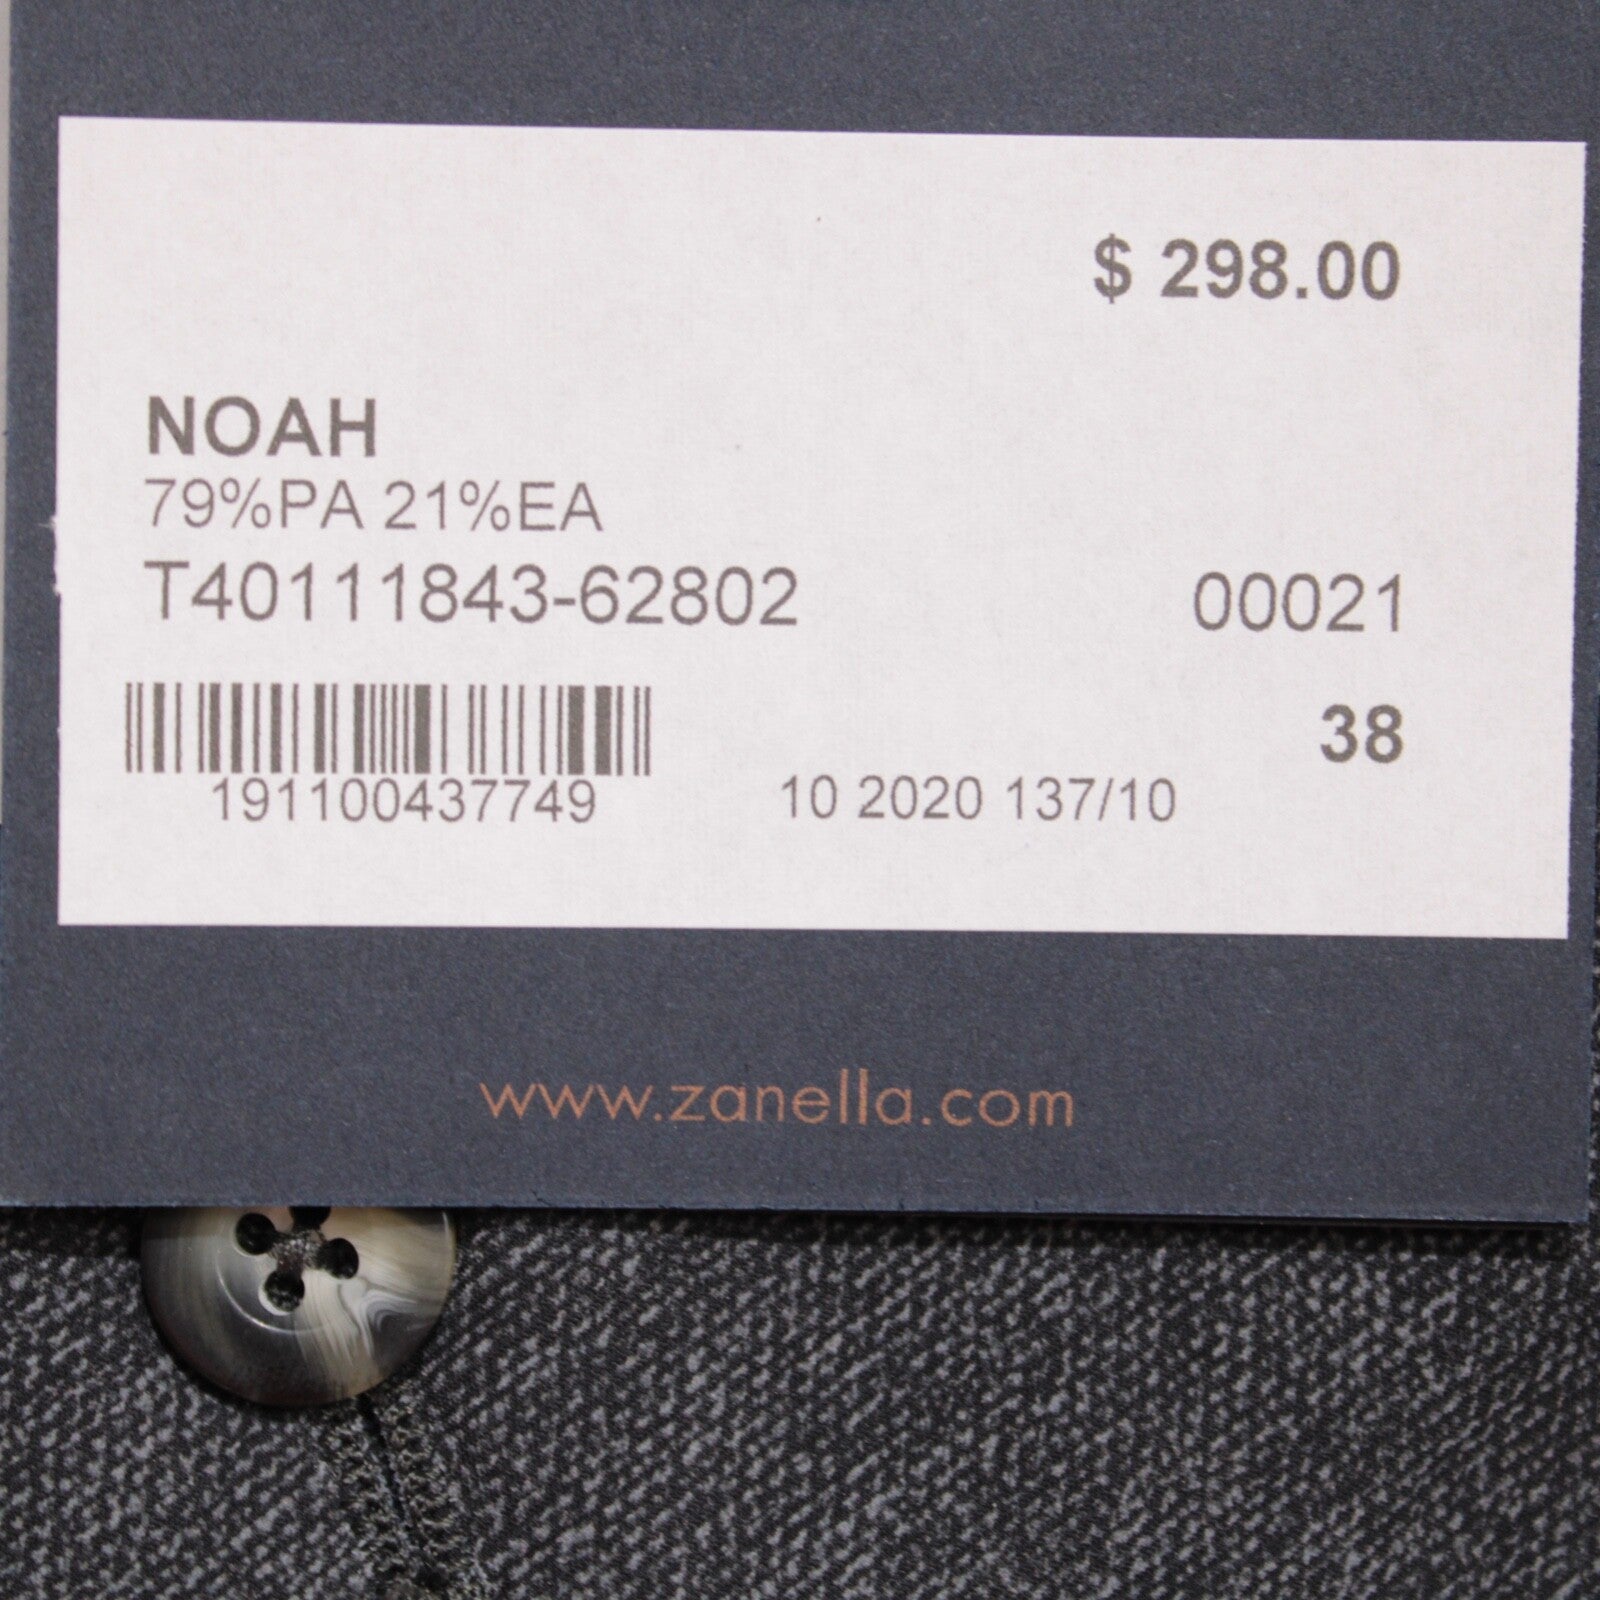 $ 298.00
NOAH
79%PA 21%EA
T40111843-62802 00021
38
191100437749 10 2020 137/10
www.zanella.com